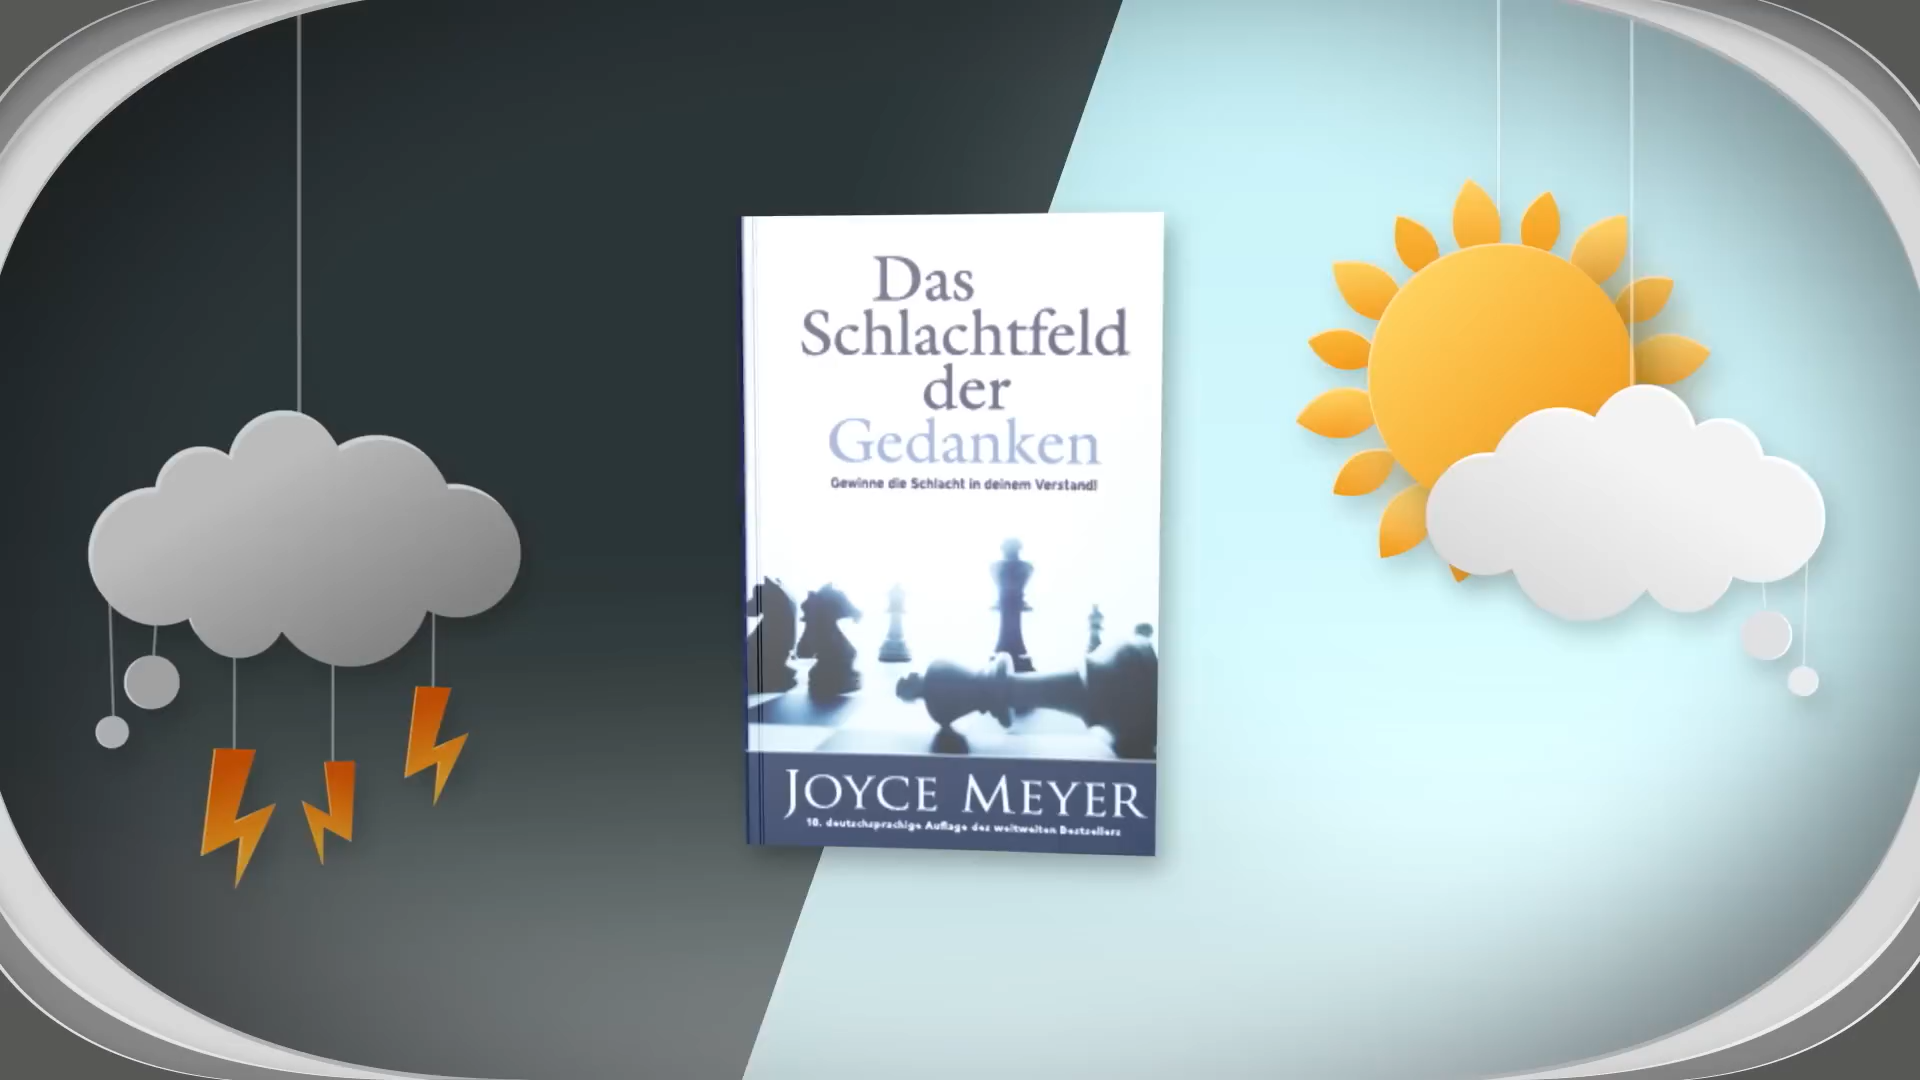 Das
Schlachtfeld
der
Gedanken
Gewinne die Schlacht in deinem Verstand!
JOYCE MEYER
10. deutschsprachige Auflage des weltweiten Bestsellers